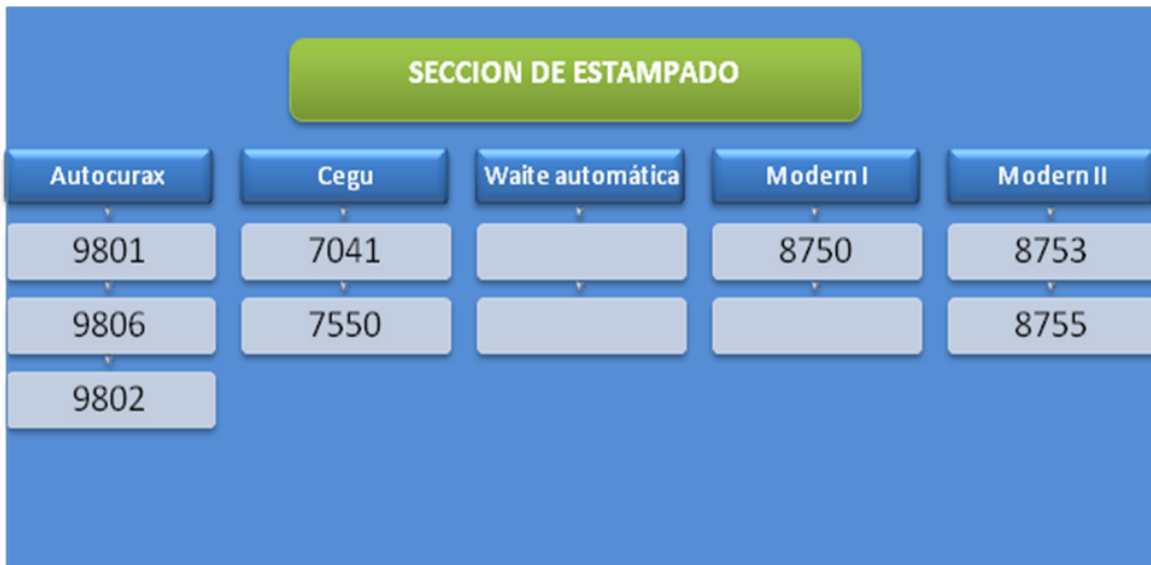 SECCION DE ESTAMPADO
Autocurax Cegu Waite automática Modern I Modern II
9801 7041 8750 8753
9806 7550 8755
9802